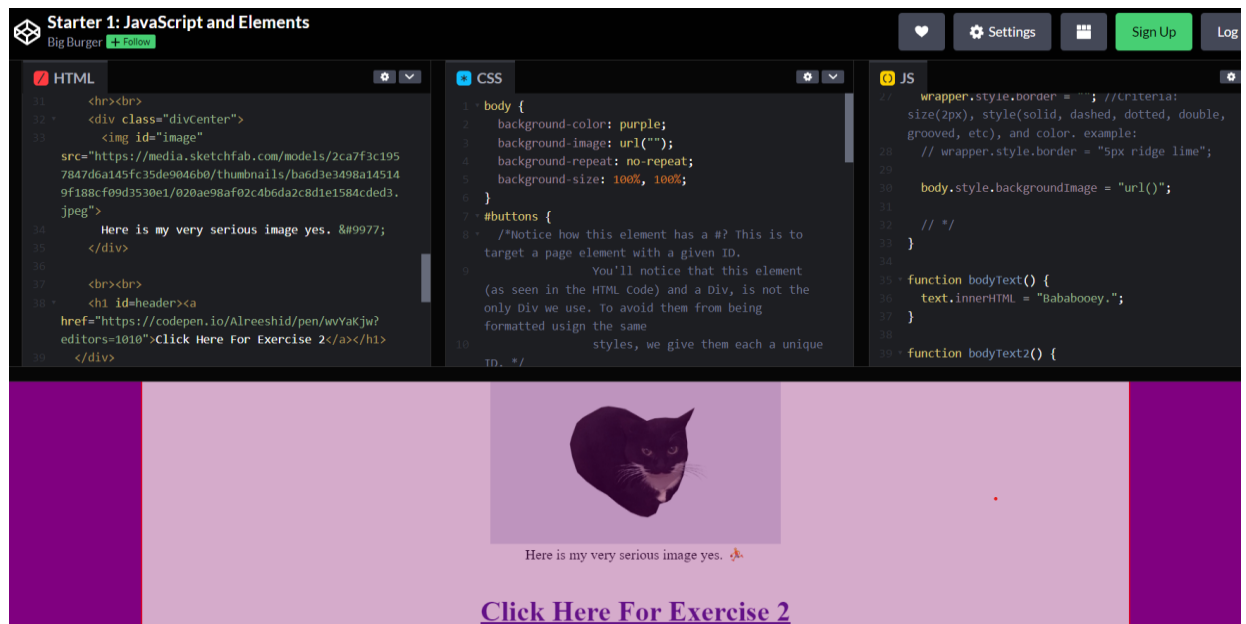 Starter 1: JavaScript and Elements
Big Burger + Follow
Settings
Sign Up
Log
HTML
31 <hr><br>
32 <div class="divCenter">
33 <img id="image"
src="https://media.sketchfab.com/models/2ca7f3c195
7847d6a145fc35de9046b0/thumbnails/ba6d3e3498a14514
9f188cf09d3530e1/020ae98af02c4b6da2c8d1e1584cded3.
jpeg">
34 Here is my very serious image yes. &#9977;
35 </div>
36
37 <br><br>
38 <h1 id=header><a
href="https://codepen.io/Alreeshid/pen/wvYaKjw?
editors=1010">Click Here For Exercise 2</a></h1>
39 </div>
CSS
1 body {
2 background-color: purple;
3 background-image: url("");
4 background-repeat: no-repeat;
5 background-size: 100%, 100%;
6 }
7 #buttons {
8 /*Notice how this element has a #? This is to
target a page element with a given ID.
9 You'll notice that this element
(as seen in the HTML Code) and a Div, is not the
only Div we use. To avoid them from being
formatted usign the same
10 styles, we give them each a unique
ID. */
JS
27 wrapper.style.border = ""; //Criteria:
size(2px), style(solid, dashed, dotted, double,
grooved, etc), and color. example:
28 // wrapper.style.border = "5px ridge lime";
29
30 body.style.backgroundImage = "url()";
31
32 // */
33 }
34
35 function bodyText() {
36 text.innerHTML = "Bababooey.";
37 }
38
39 function bodyText2() {
Here is my very serious image yes. ⛹
Click Here For Exercise 2